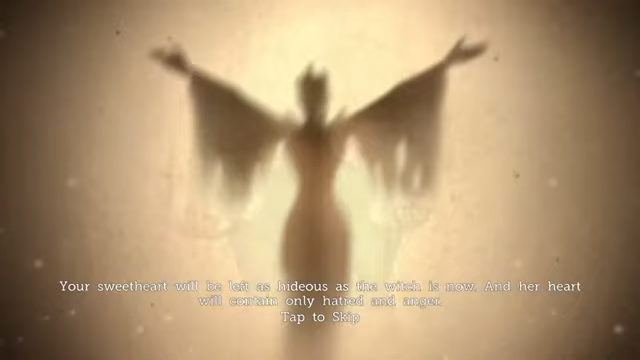 Your sweetheart will be left as hideous as the witch is now. And her heart
will contain only hatred and anger.
Tap to Skip